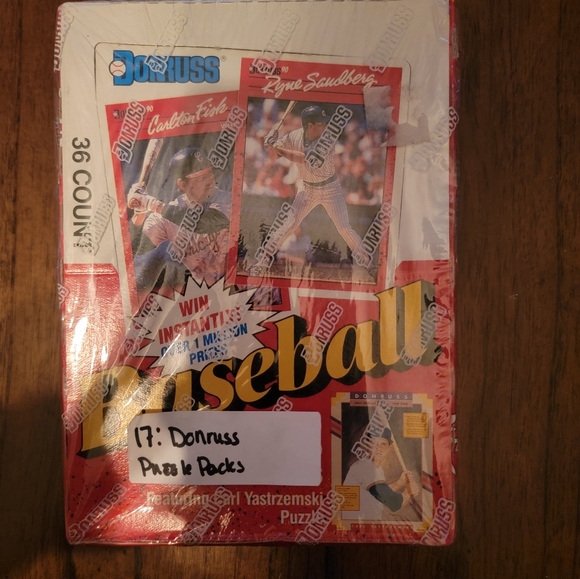 DONRUSS
36 COUNT
Carlton Fisk
Ryne Sandberg
WIN
INSTANTLY!
OVER 1 MILLION
PRIZES
Baseball
17: Donruss
Puzzle Packs
Featuring Carl Yastrzemski
Puzzle
DONRUSS